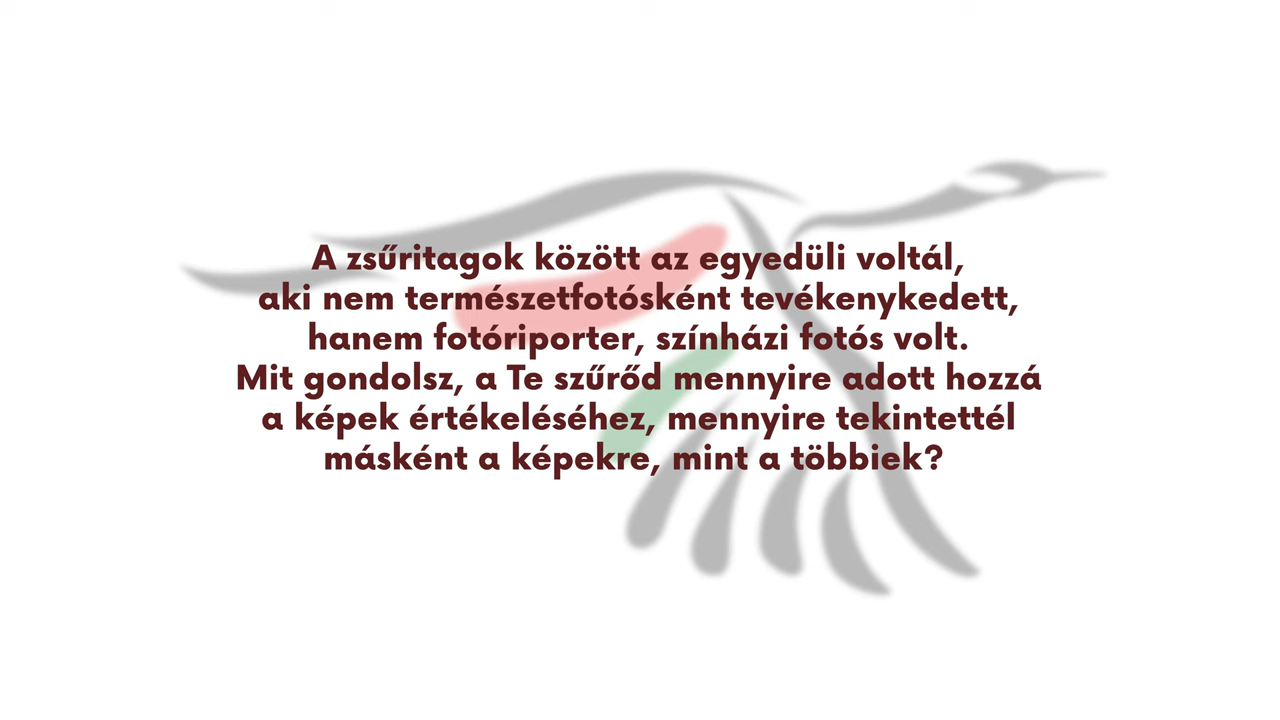 A zsűritagok között az egyedüli voltál,
aki nem természetfotósként tevékenykedett,
hanem fotóriporter, színházi fotós volt.
Mit gondolsz, a Te szűrőd mennyire adott hozzá
a képek értékeléséhez, mennyire tekintettél
másként a képekre, mint a többiek?